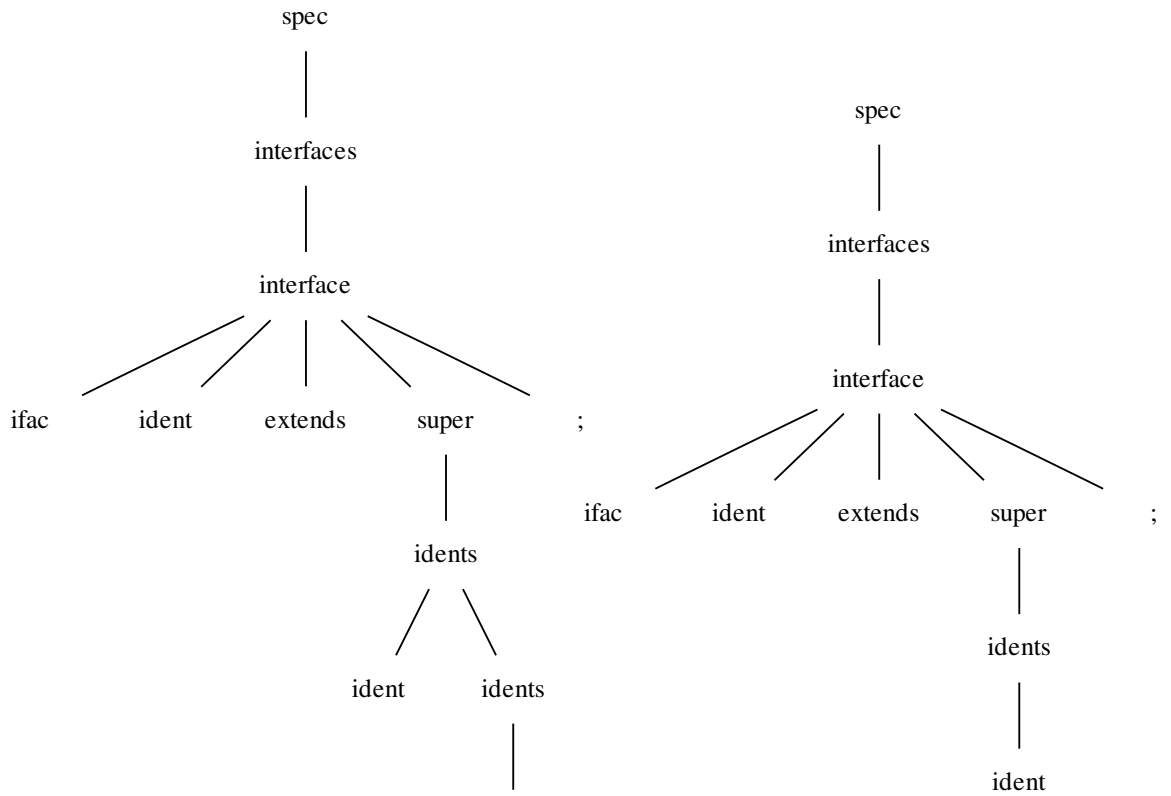 spec
interfaces
interface
ifac ident extends super ;
idents
ident idents
spec
interfaces
interface
ifac ident extends super ;
idents
ident